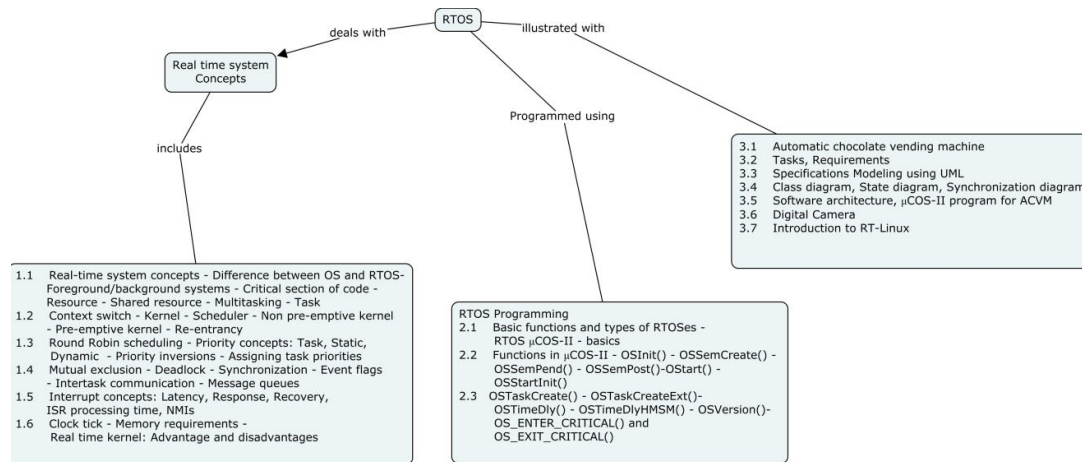 RTOS
deals with
illustrated with
Real time system
Concepts
Programmed using
includes
3.1 Automatic chocolate vending machine
3.2 Tasks, Requirements
3.3 Specifications Modeling using UML
3.4 Class diagram, State diagram, Synchronization diagram
3.5 Software architecture, μCOS-II program for ACVM
3.6 Digital Camera
3.7 Introduction to RT-Linux
1.1 Real-time system concepts - Difference between OS and RTOS-
Foreground/background systems - Critical section of code -
Resource - Shared resource - Multitasking - Task
1.2 Context switch - Kernel - Scheduler - Non pre-emptive kernel
- Pre-emptive kernel - Re-entrancy
1.3 Round Robin scheduling - Priority concepts: Task, Static,
Dynamic - Priority inversions - Assigning task priorities
1.4 Mutual exclusion - Deadlock - Synchronization - Event flags
- Intertask communication - Message queues
1.5 Interrupt concepts: Latency, Response, Recovery,
ISR processing time, NMIs
1.6 Clock tick - Memory requirements -
Real time kernel: Advantage and disadvantages
RTOS Programming
2.1 Basic functions and types of RTOSes -
RTOS μCOS-II - basics
2.2 Functions in μCOS-II - OSInit() - OSSemCreate() -
OSSemPend() - OSSemPost()-OStart() -
OSStartInit()
2.3 OSTaskCreate() - OSTaskCreateExt()-
OSTimeDly() - OSTimeDlyHMSM() - OSVersion()-
OS_ENTER_CRITICAL() and
OS_EXIT_CRITICAL()